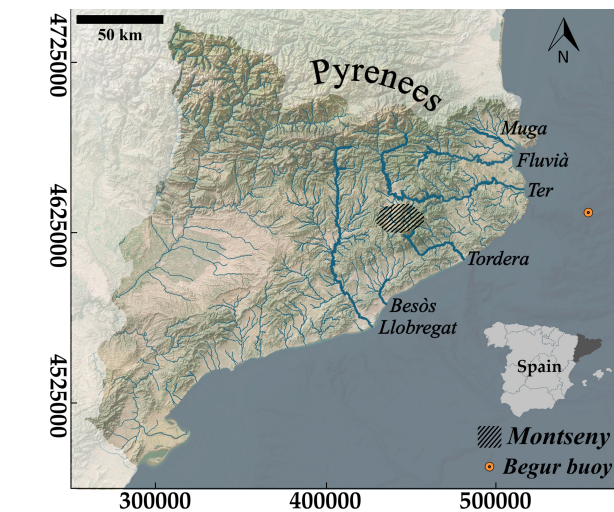 50 km
N
4725000
4625000
4525000
Pyrenees
Muga
Fluvià
Ter
Tordera
Besòs
Llobregat
Spain
Montseny
Begur buoy
300000
400000
500000